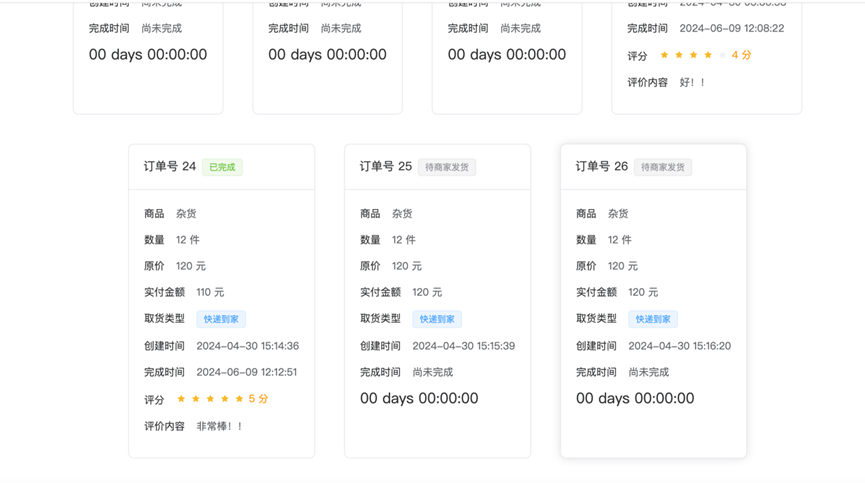 完成时间 尚未完成
00 days 00:00:00
完成时间 尚未完成
00 days 00:00:00
完成时间 尚未完成
00 days 00:00:00
完成时间 2024-06-09 12:08:22
评分 4 分
评价内容 好！！
订单号 24 已完成
商品 杂货
数量 12 件
原价 120 元
实付金额 110 元
取货类型 快递到家
创建时间 2024-04-30 15:14:36
完成时间 2024-06-09 12:12:51
评分 5 分
评价内容 非常棒！！
订单号 25 待商家发货
商品 杂货
数量 12 件
原价 120 元
实付金额 120 元
取货类型 快递到家
创建时间 2024-04-30 15:15:39
完成时间 尚未完成
00 days 00:00:00
订单号 26 待商家发货
商品 杂货
数量 12 件
原价 120 元
实付金额 120 元
取货类型 快递到家
创建时间 2024-04-30 15:16:20
完成时间 尚未完成
00 days 00:00:00